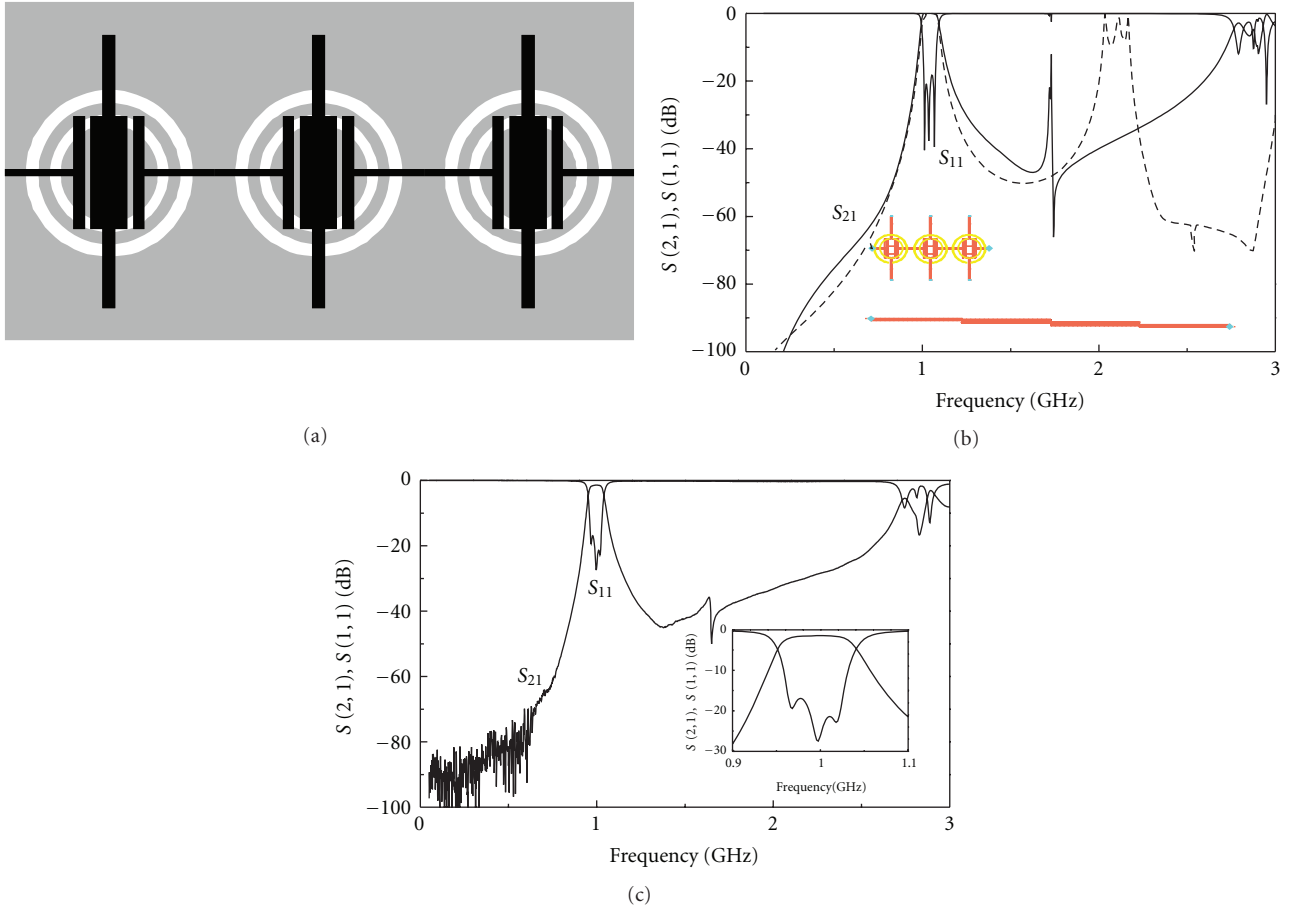 (a)
0
−20
−40
−60
−80
−100
S (2, 1), S (1, 1) (dB)
S11
S21
0 1 2 3
Frequency (GHz)
(b)
0
−20
−40
−60
−80
−100
S (2, 1), S (1, 1) (dB)
S11
S21
0
−10
−20
−30
S (2, 1), S (1, 1) (dB)
0.9 1 1.1
Frequency(GHz)
0 1 2 3
Frequency (GHz)
(c)